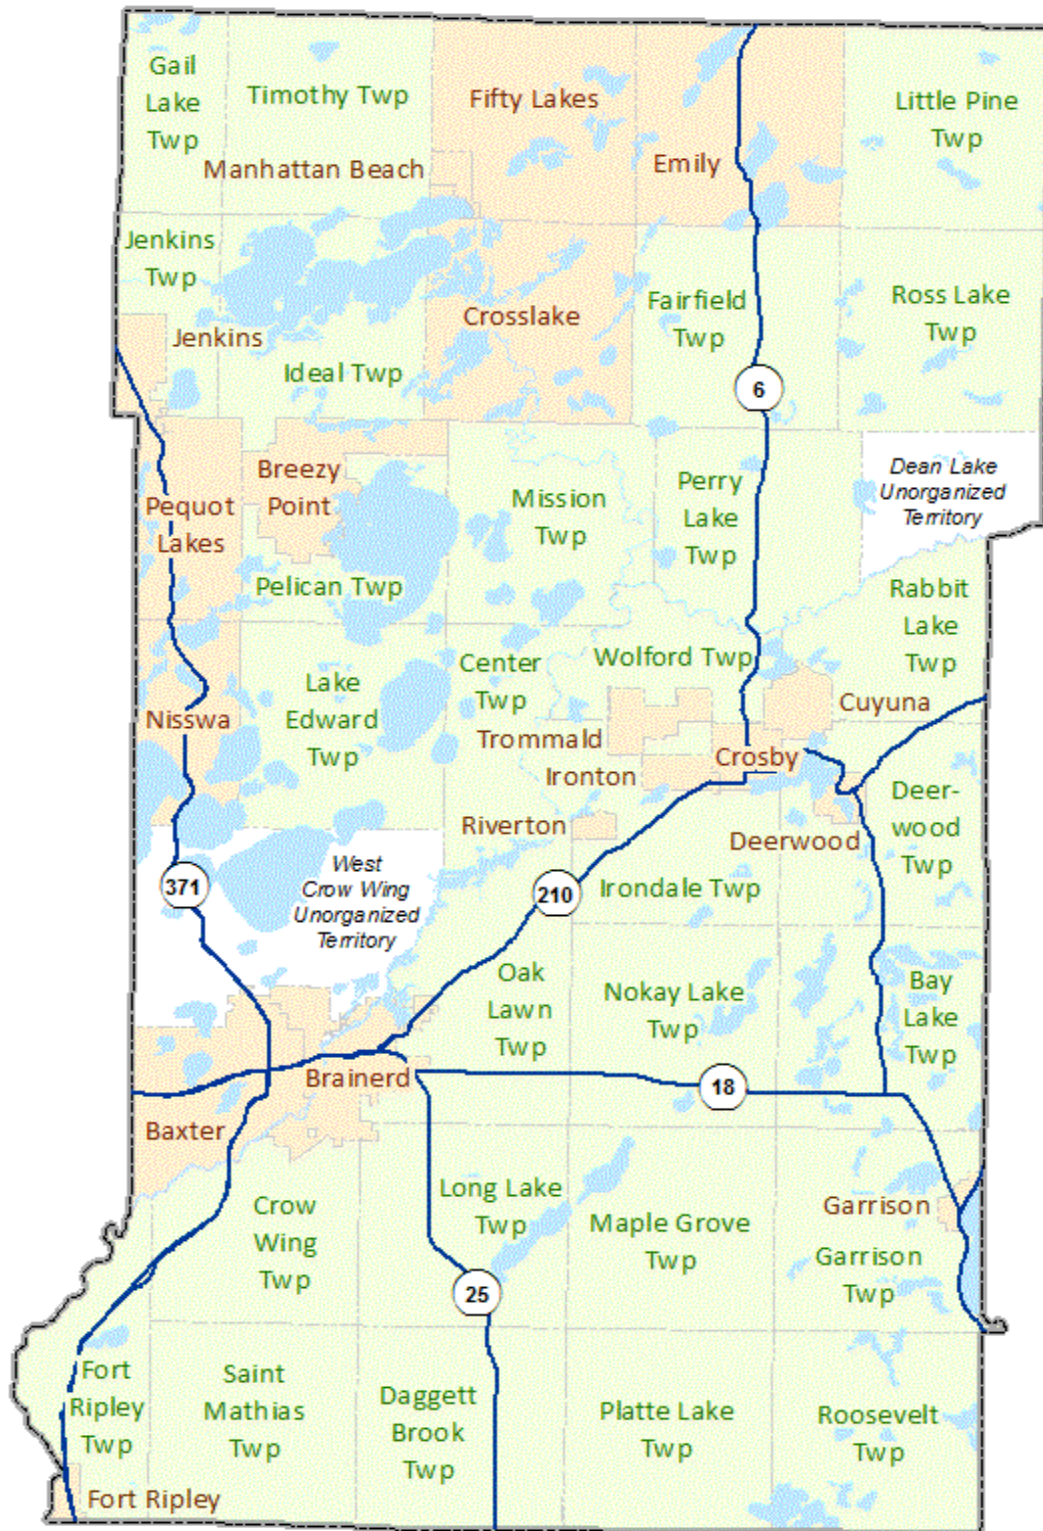 Gail
Lake
Twp
Timothy Twp
Fifty Lakes
Little Pine
Twp
Manhattan Beach
Emily
Jenkins
Twp
Crosslake
Fairfield
Twp
Ross Lake
Twp
Jenkins
Ideal Twp
6
Breezy
Point
Pequot
Lakes
Mission
Twp
Perry
Lake
Twp
Dean Lake
Unorganized
Territory
Pelican Twp
Rabbit
Lake
Twp
Lake
Edward
Twp
Center
Twp
Wolford Twp
Cuyuna
Nisswa
Trommald
Crosby
Ironton
Deer-
wood
Twp
Riverton
Deerwood
371
West
Crow Wing
Unorganized
Territory
210
Irondale Twp
Oak
Lawn
Twp
Nokay Lake
Twp
Bay
Lake
Twp
Brainerd
18
Baxter
Crow
Wing
Twp
Long Lake
Twp
Maple Grove
Twp
Garrison
Garrison
Twp
25
Fort
Ripley
Twp
Saint
Mathias
Twp
Daggett
Brook
Twp
Platte Lake
Twp
Roosevelt
Twp
Fort Ripley